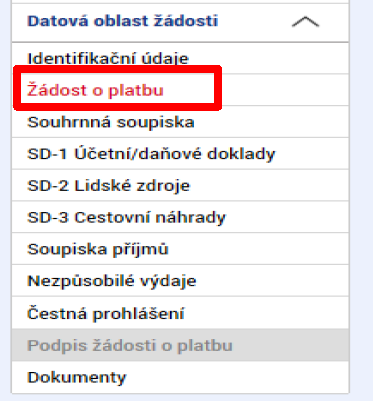 Datová oblast žádosti
Identifikační údaje
Žádost o platbu
Souhrnná soupiska
SD-1 Účetní/daňové doklady
SD-2 Lidské zdroje
SD-3 Cestovní náhrady
Soupiska příjmů
Nezpůsobilé výdaje
Čestná prohlášení
Podpis žádosti o platbu
Dokumenty